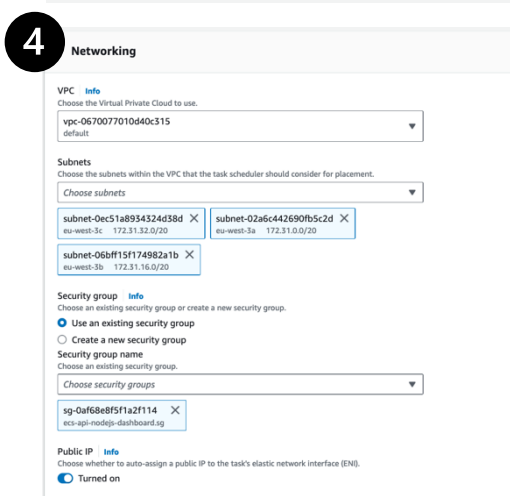 4
Networking
VPC Info
Choose the Virtual Private Cloud to use.
vpc-0670077010d40c315
default
Subnets
Choose the subnets within the VPC that the task scheduler should consider for placement.
Choose subnets
subnet-0ec51a8934324d38d subnet-02a6c442690fb5c2d
eu-west-3c 172.31.32.0/20 eu-west-3a 172.31.0.0/20
subnet-06bff15f174982a1b
eu-west-3b 172.31.16.0/20
Security group Info
Choose an existing security group or create a new security group.
Use an existing security group
Create a new security group
Security group name
Choose an existing security group.
Choose security groups
sg-0af68e8f5f1a2f114
ecs-api-nodejs-dashboard.sg
Public IP Info
Choose whether to auto-assign a public IP to the task's elastic network interface (ENI).
Turned on